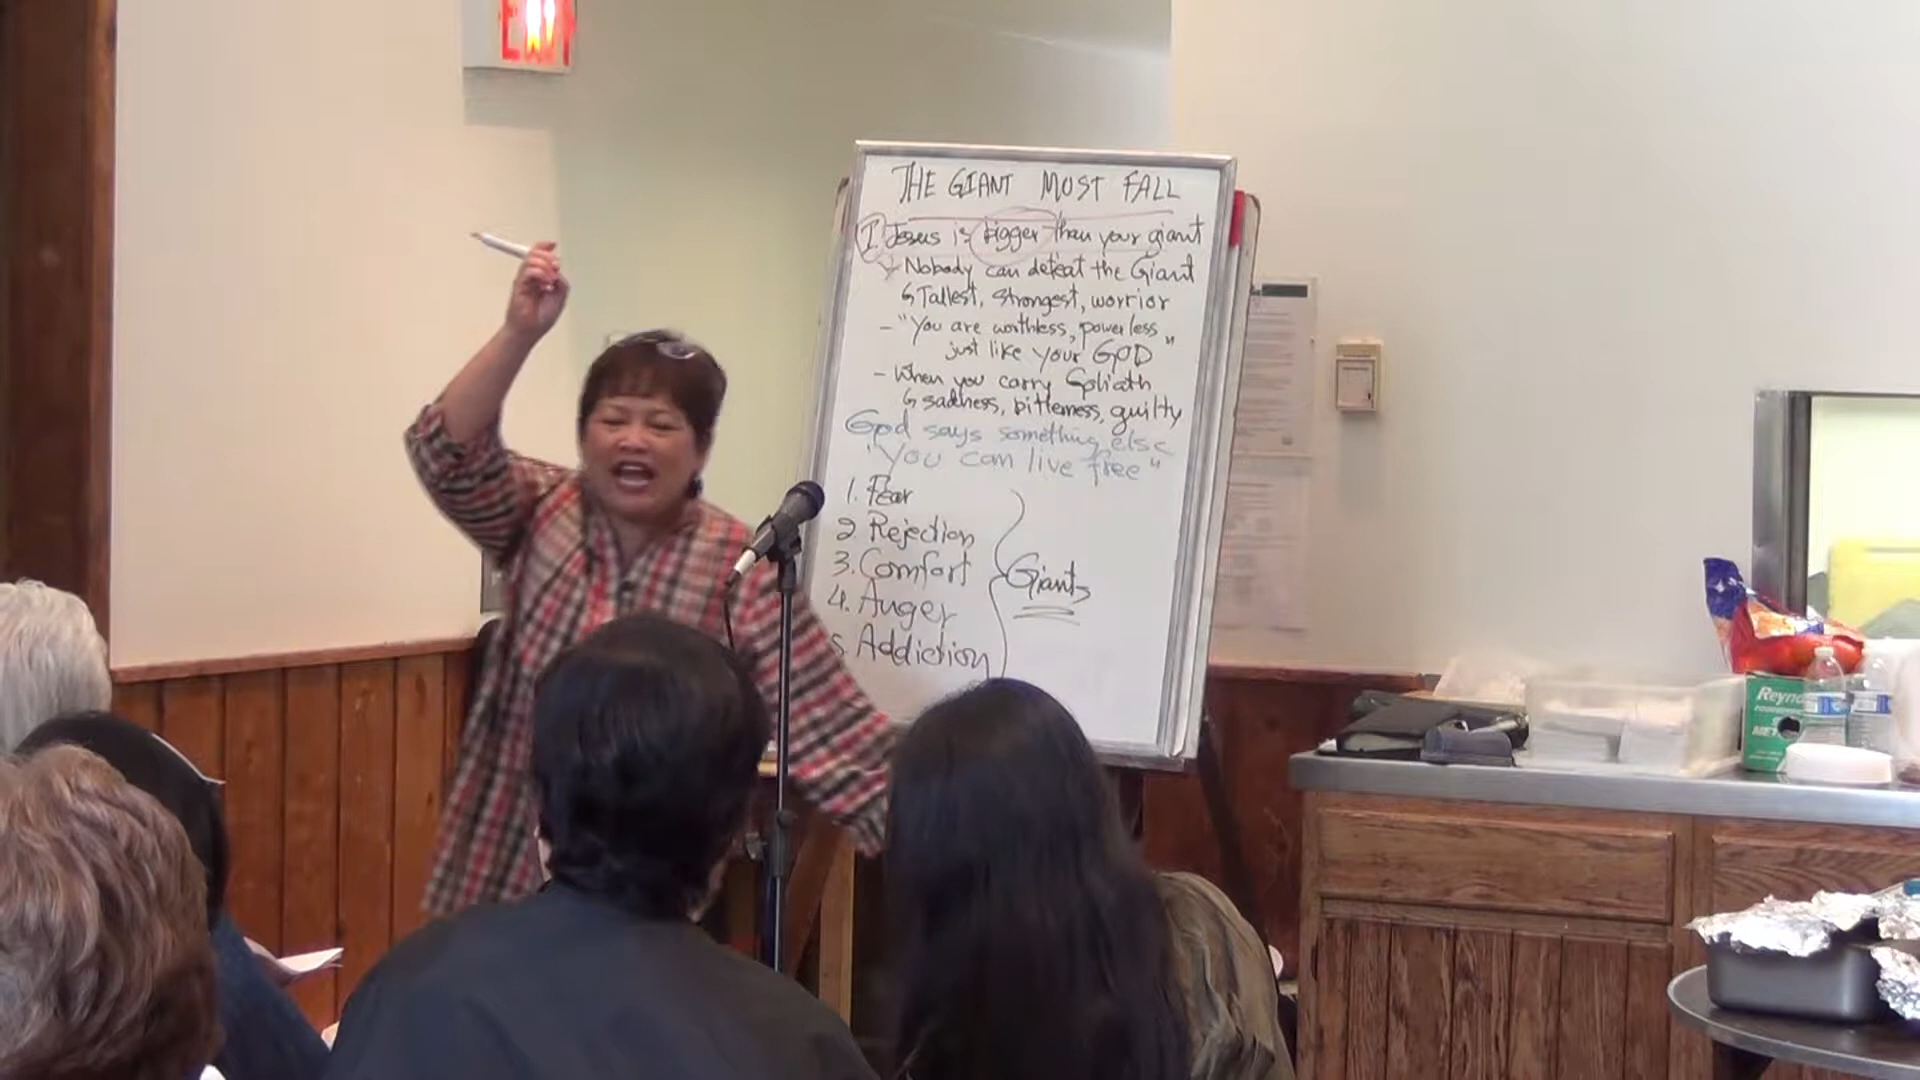 EXIT
THE GIANT MUST FALL
I. Jesus is bigger than your giant
Nobody can defeat the Giant
Tallest, strongest, worrior
- "You are worthless, powerless
just like your GOD"
- When you carry Goliath
sadness, bitterness, guilty
God says something else
"You can live free"
1. Fear
2. Rejection
3. Comfort
4. Anger
5. Addiction
Giants
Reyno